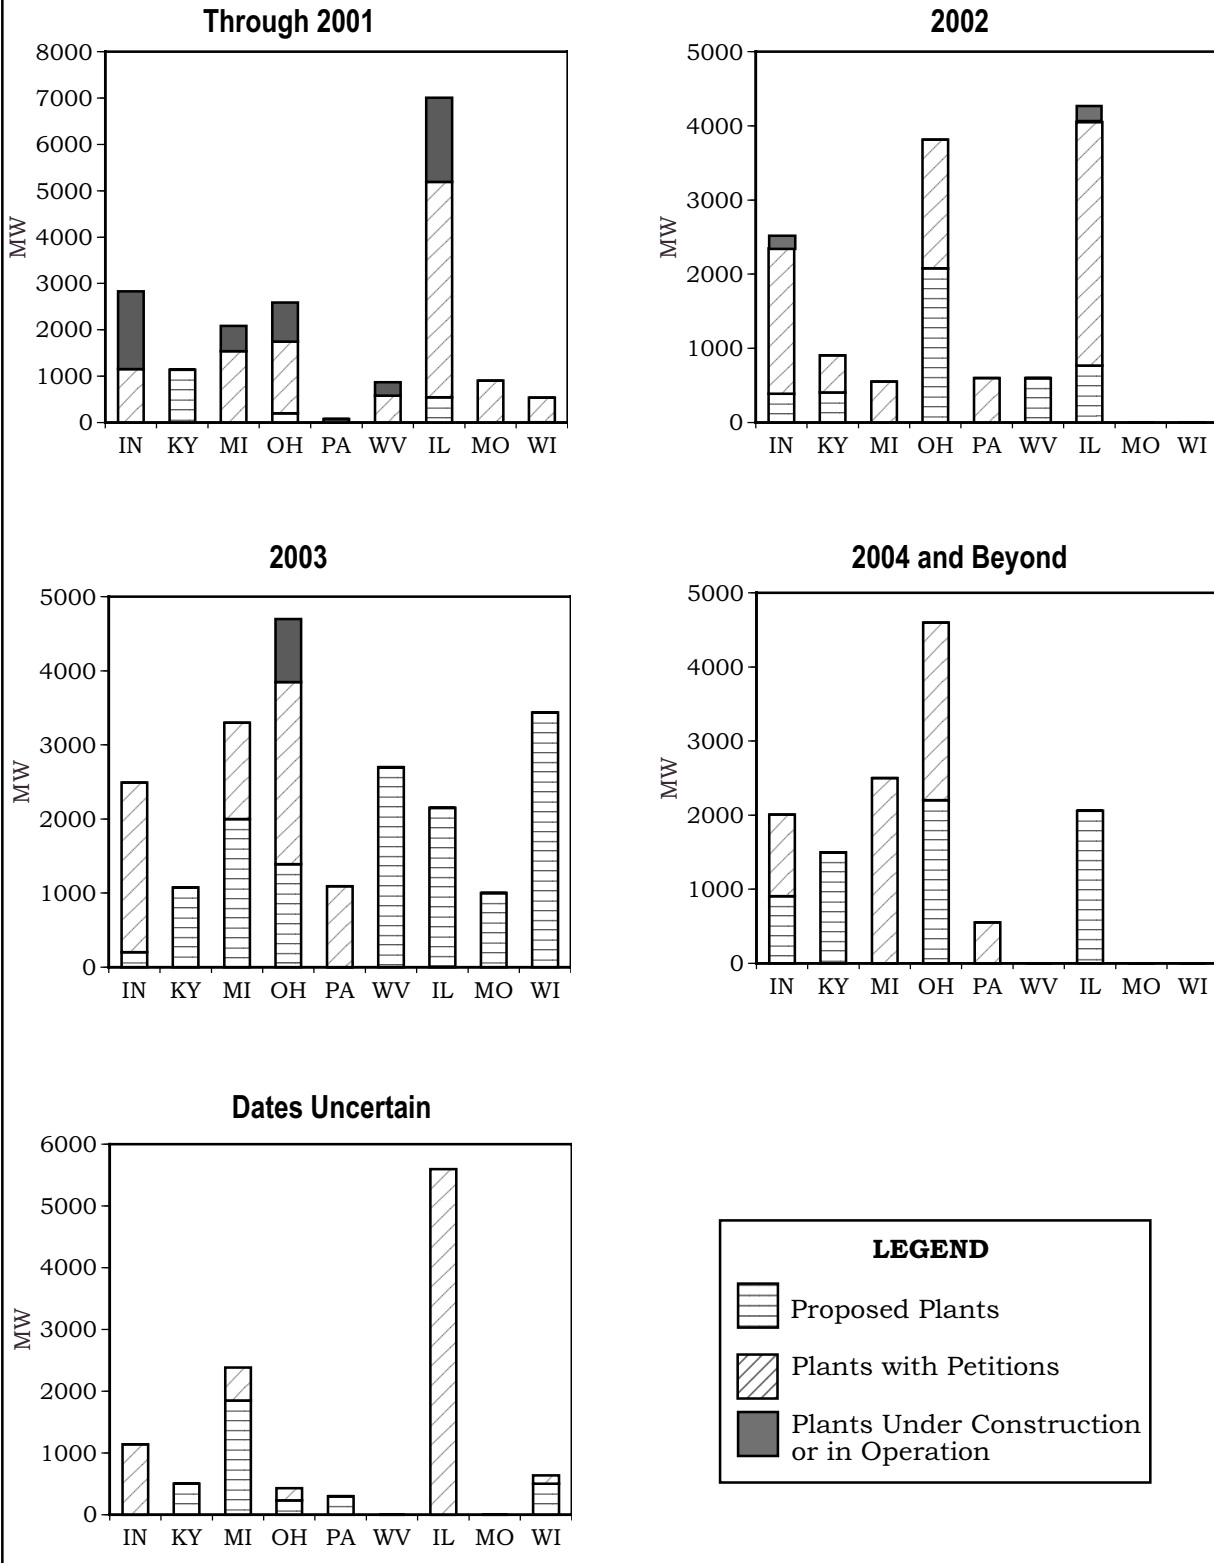 Through 2001
8000
7000
6000
5000
4000
3000
2000
1000
0
MW
IN KY MI OH PA WV IL MO WI
2002
5000
4000
3000
2000
1000
0
MW
IN KY MI OH PA WV IL MO WI
2003
5000
4000
3000
2000
1000
0
MW
IN KY MI OH PA WV IL MO WI
2004 and Beyond
5000
4000
3000
2000
1000
0
MW
IN KY MI OH PA WV IL MO WI
Dates Uncertain
6000
5000
4000
3000
2000
1000
0
MW
IN KY MI OH PA WV IL MO WI
LEGEND
Proposed Plants
Plants with Petitions
Plants Under Construction
or in Operation